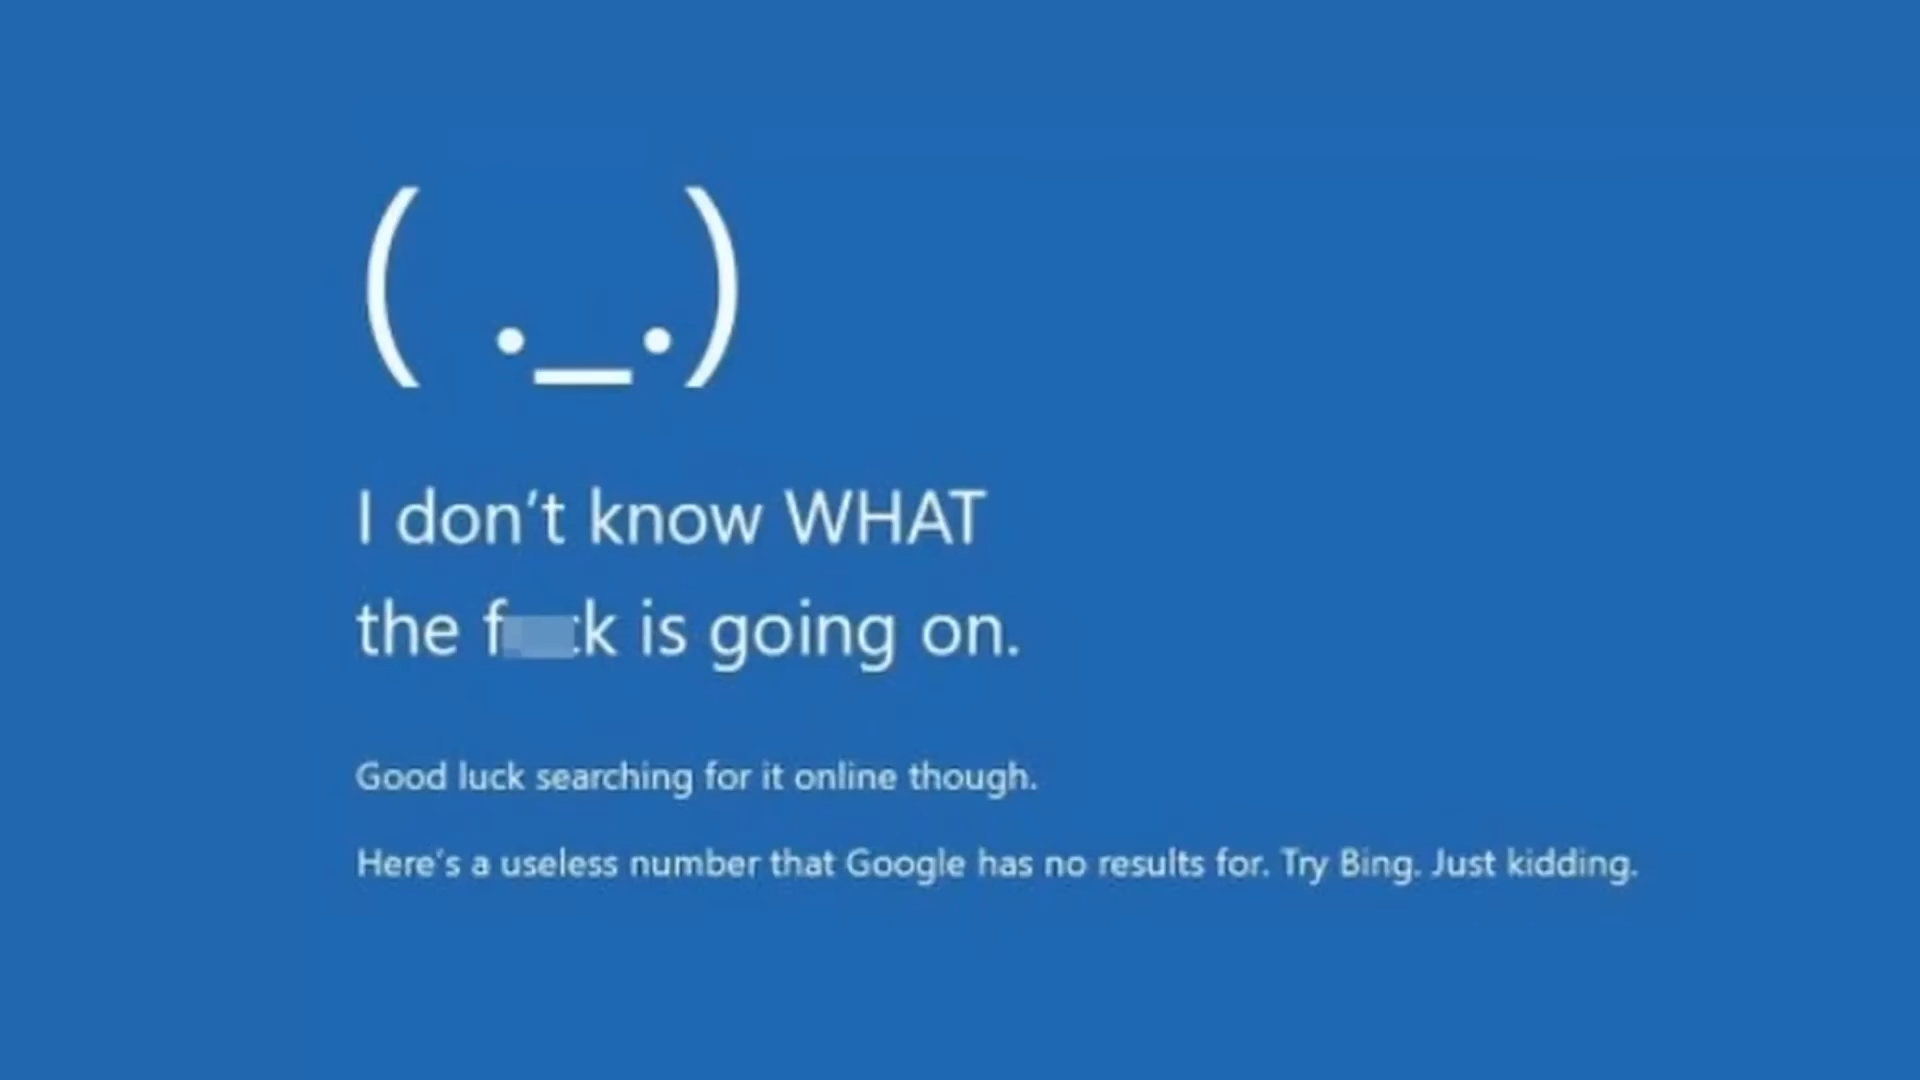 ( ._.)
I don't know WHAT
the f k is going on.
Good luck searching for it online though.
Here's a useless number that Google has no results for. Try Bing. Just kidding.